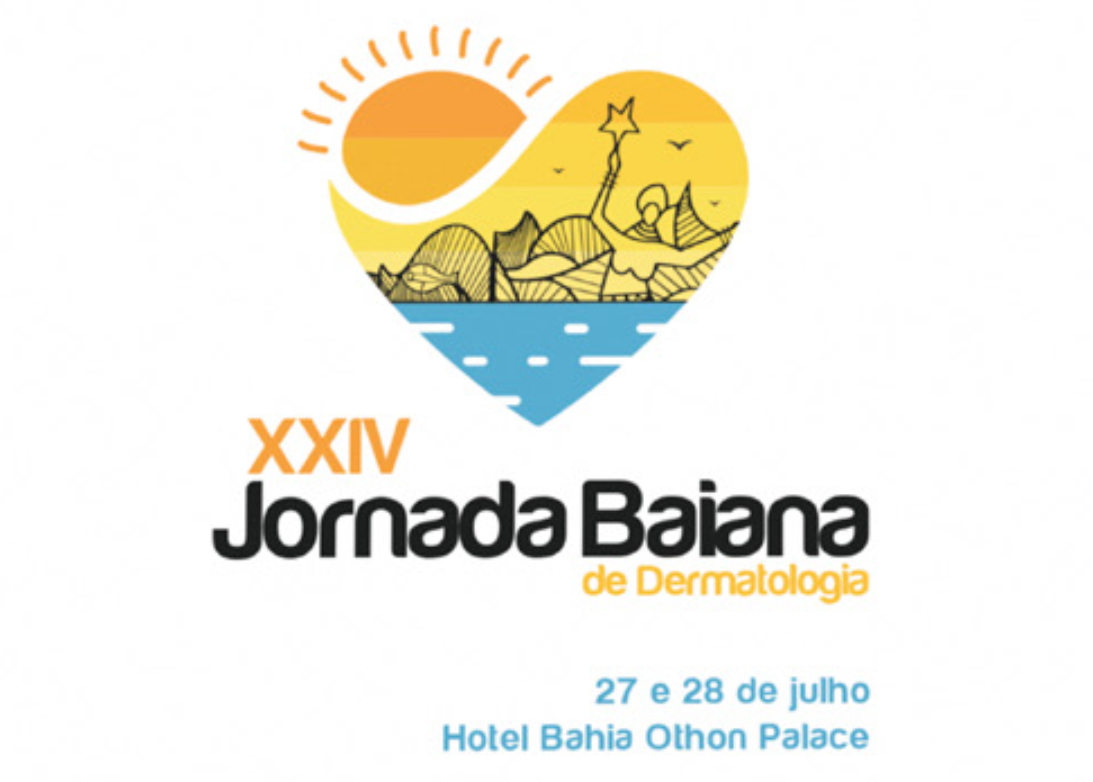 XXIV
Jornada Baiana
de Dermatologia
27 e 28 de julho
Hotel Bahia Othon Palace